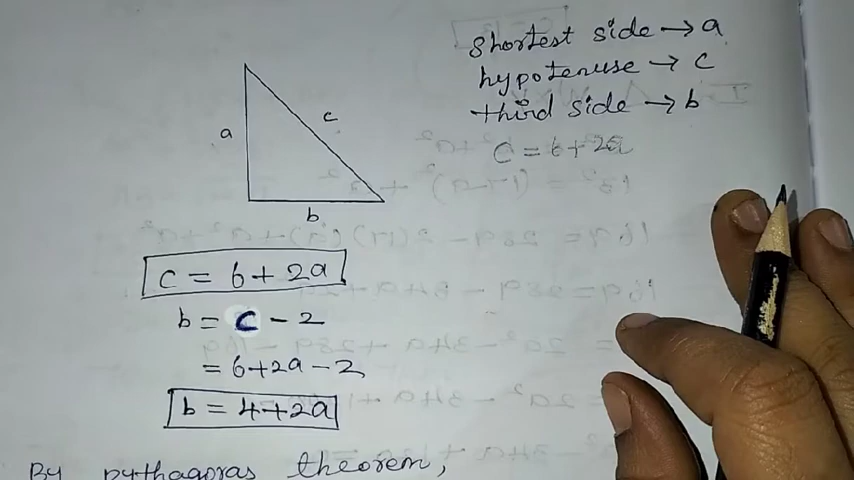 shortest side → a
hypotenuse → c
third side → b
c = 6 + 2a
a
c
b
c = 6 + 2a
b = c - 2
= 6+2a - 2
b = 4+2a
By pythagoras theorem,